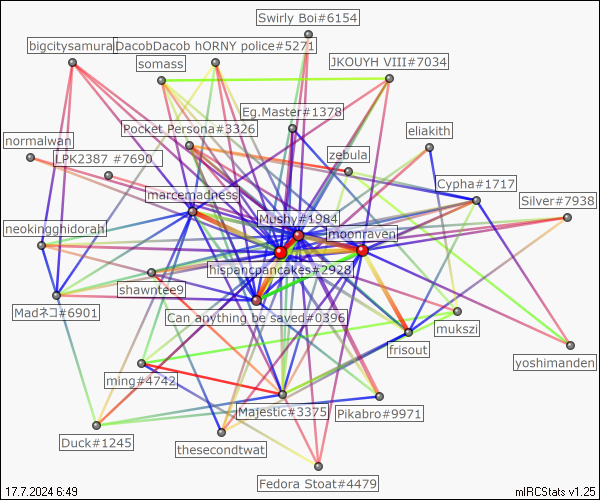 Swirly Boi#6154
bigcitysamurai
DacobDacob hORNY police#5271
somass
JKOUYH VIII#7034
Eg.Master#1378
Pocket Persona#3326
eliakith
normalwan
LPK2387 #7690
zebula
Cypha#1717
marcemadness
Silver#7938
Mushy#1984
neokingghidorah
moonraven
hispancpancakes#2928
shawntee9
Madネコ#6901
Can anything be saved#0396
mukszi
frisout
yoshimanden
ming#4742
Majestic#3375
Pikabro#9971
Duck#1245
thesecondtwat
Fedora Stoat#4479
17.7.2024 6:49
mIRCStats v1.25